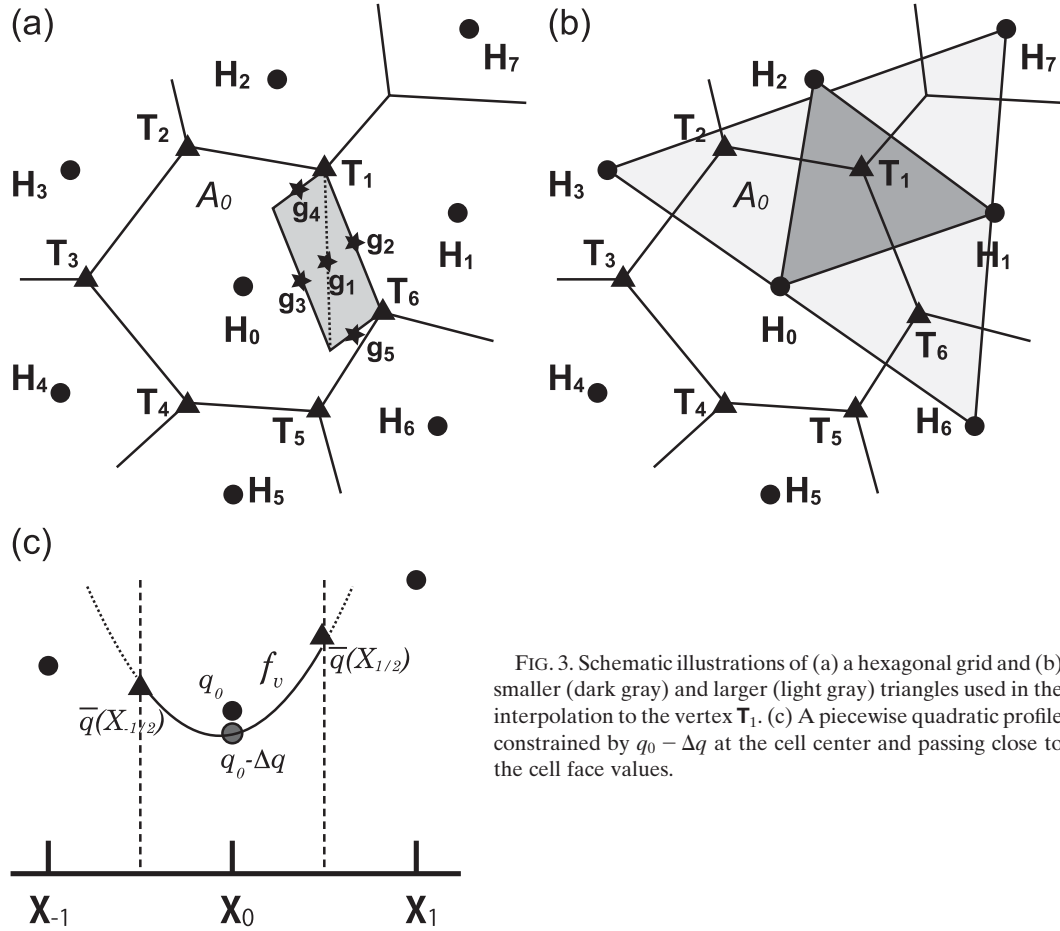 (a)
H₂
H₇
T₂
T₁
H₃
A₀
g₄
g₂
H₁
T₃
g₁
g₃
T₆
H₀
H₄
T₄
g₅
T₅
H₆
H₅
(b)
H₂
H₇
T₂
T₁
H₃
A₀
T₃
H₁
H₀
T₆
H₄
T₄
T₅
H₆
H₅
(c)
q₀
f_v
q̅(X₁/₂)
q̅(X₋₁/₂)
q₀-Δq
X₋₁
X₀
X₁
FIG. 3. Schematic illustrations of (a) a hexagonal grid and (b)
smaller (dark gray) and larger (light gray) triangles used in the
interpolation to the vertex T₁. (c) A piecewise quadratic profile
constrained by q₀ − Δq at the cell center and passing close to
the cell face values.